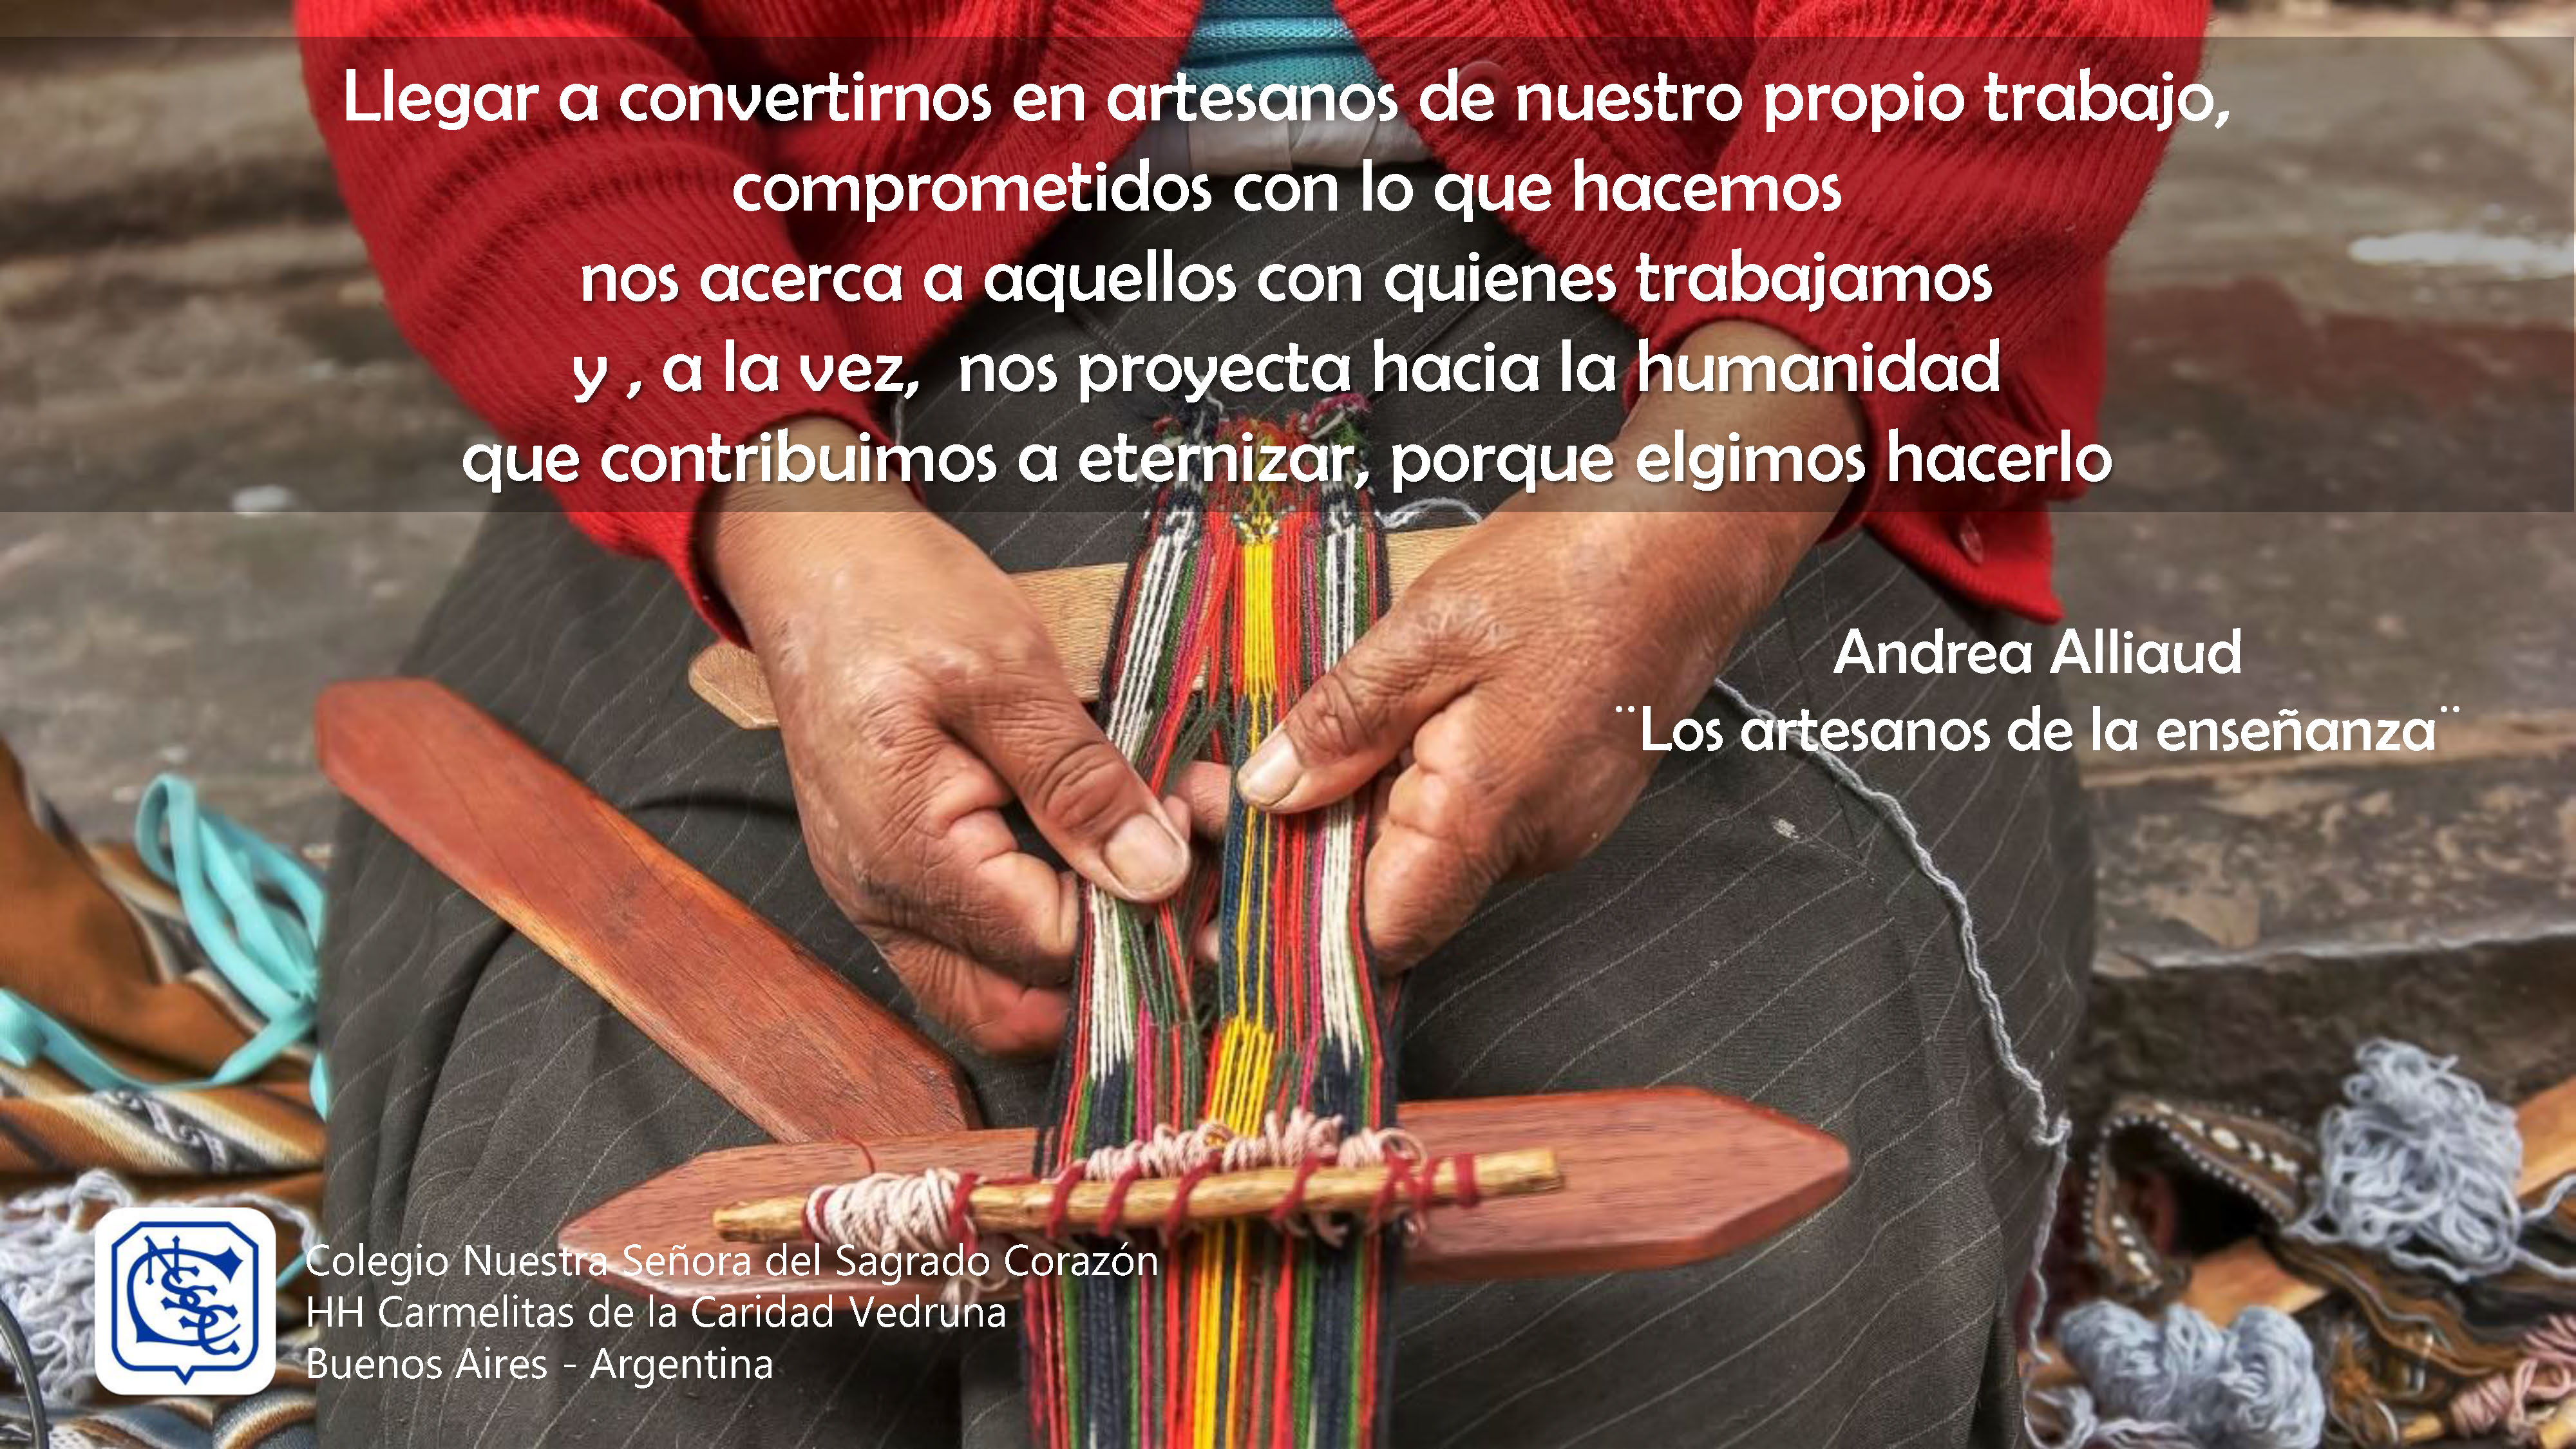 Llegar a convertirnos en artesanos de nuestro propio trabajo,
comprometidos con lo que hacemos
nos acerca a aquellos con quienes trabajamos
y , a la vez,  nos proyecta hacia la humanidad
que contribuimos a eternizar, porque elgimos hacerlo
Andrea Alliaud
¨Los artesanos de la enseñanza¨
Colegio Nuestra Señora del Sagrado Corazón
HH Carmelitas de la Caridad Vedruna
Buenos Aires - Argentina